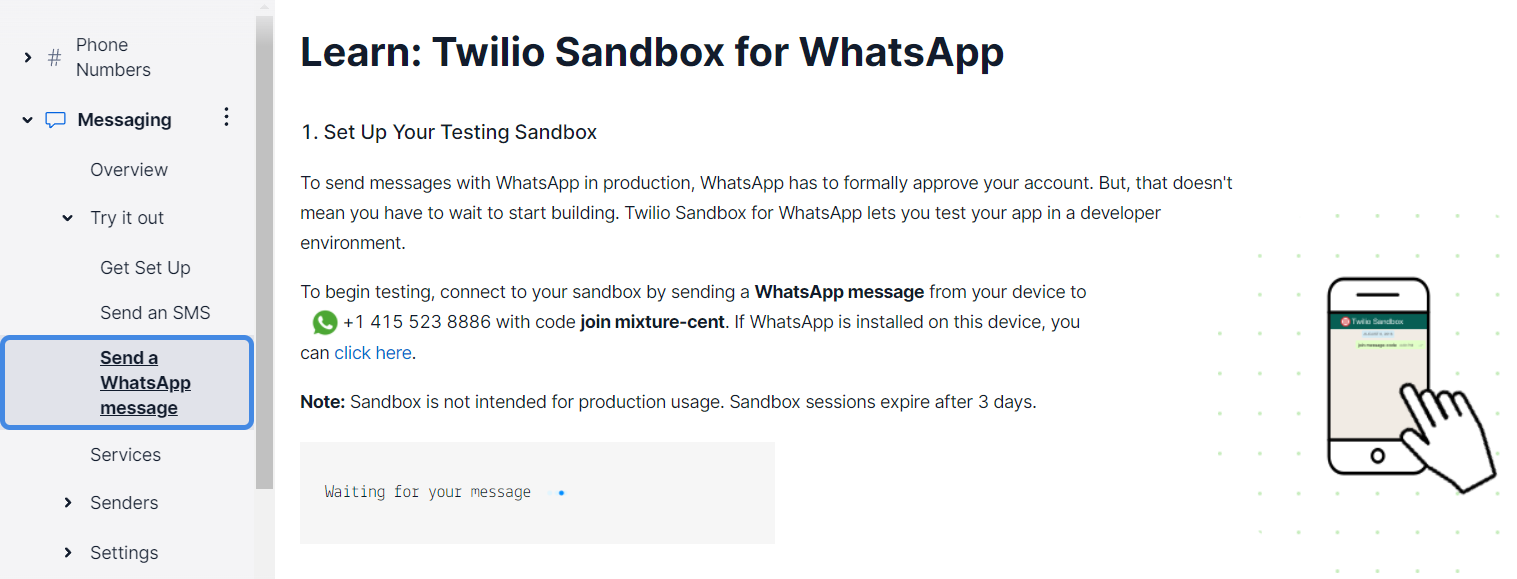 Phone
Numbers
Messaging
Overview
Try it out
Get Set Up
Send an SMS
Send a
WhatsApp
message
Services
Senders
Settings
Learn: Twilio Sandbox for WhatsApp
1. Set Up Your Testing Sandbox
To send messages with WhatsApp in production, WhatsApp has to formally approve your account. But, that doesn't
mean you have to wait to start building. Twilio Sandbox for WhatsApp lets you test your app in a developer
environment.
To begin testing, connect to your sandbox by sending a WhatsApp message from your device to
+1 415 523 8886 with code join mixture-cent. If WhatsApp is installed on this device, you
can click here.
Note: Sandbox is not intended for production usage. Sandbox sessions expire after 3 days.
Waiting for your message
Twilio Sandbox